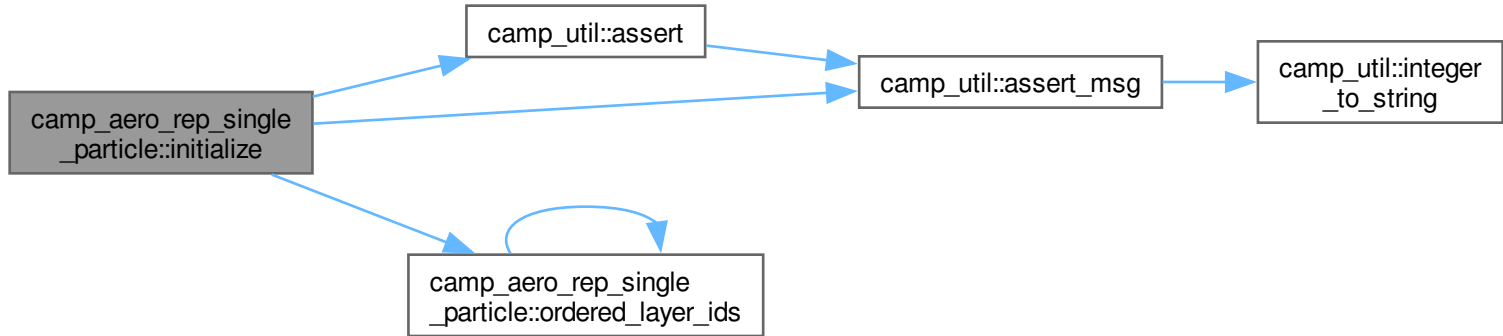 camp_util::assert
camp_util::integer
_to_string
camp_util::assert_msg
camp_aero_rep_single
_particle::initialize
camp_aero_rep_single
_particle::ordered_layer_ids